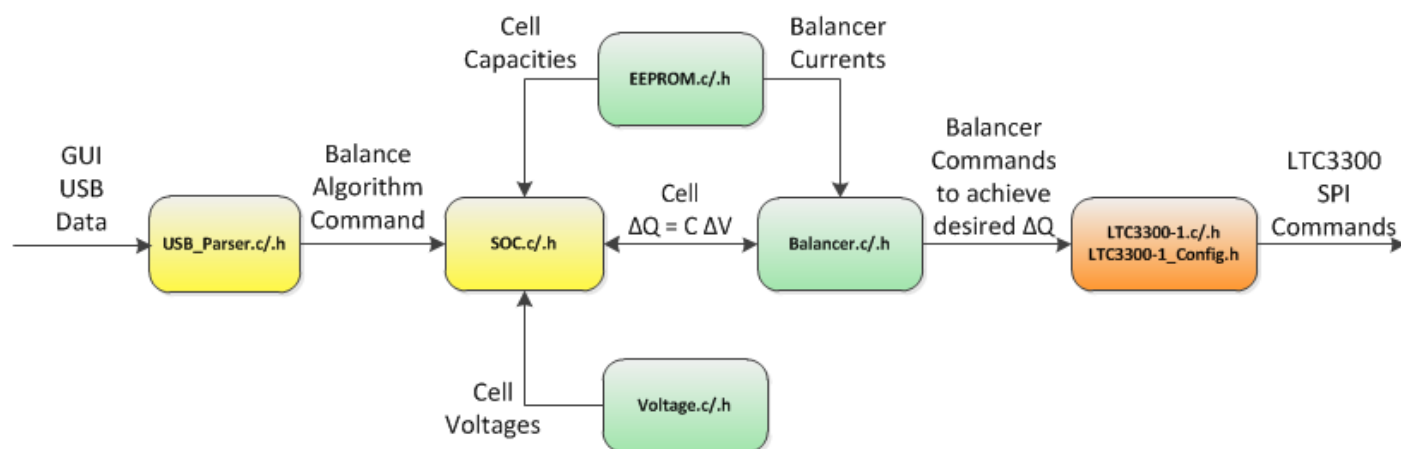 Cell
Capacities
EEPROM.c/.h
Balancer
Currents
GUI
USB
Data
USB_Parser.c/.h
Balance
Algorithm
Command
SOC.c/.h
Cell
ΔQ = C ΔV
Balancer.c/.h
Balancer
Commands
to achieve
desired ΔQ
LTC3300-1.c/.h
LTC3300-1_Config.h
LTC3300
SPI
Commands
Cell
Voltages
Voltage.c/.h